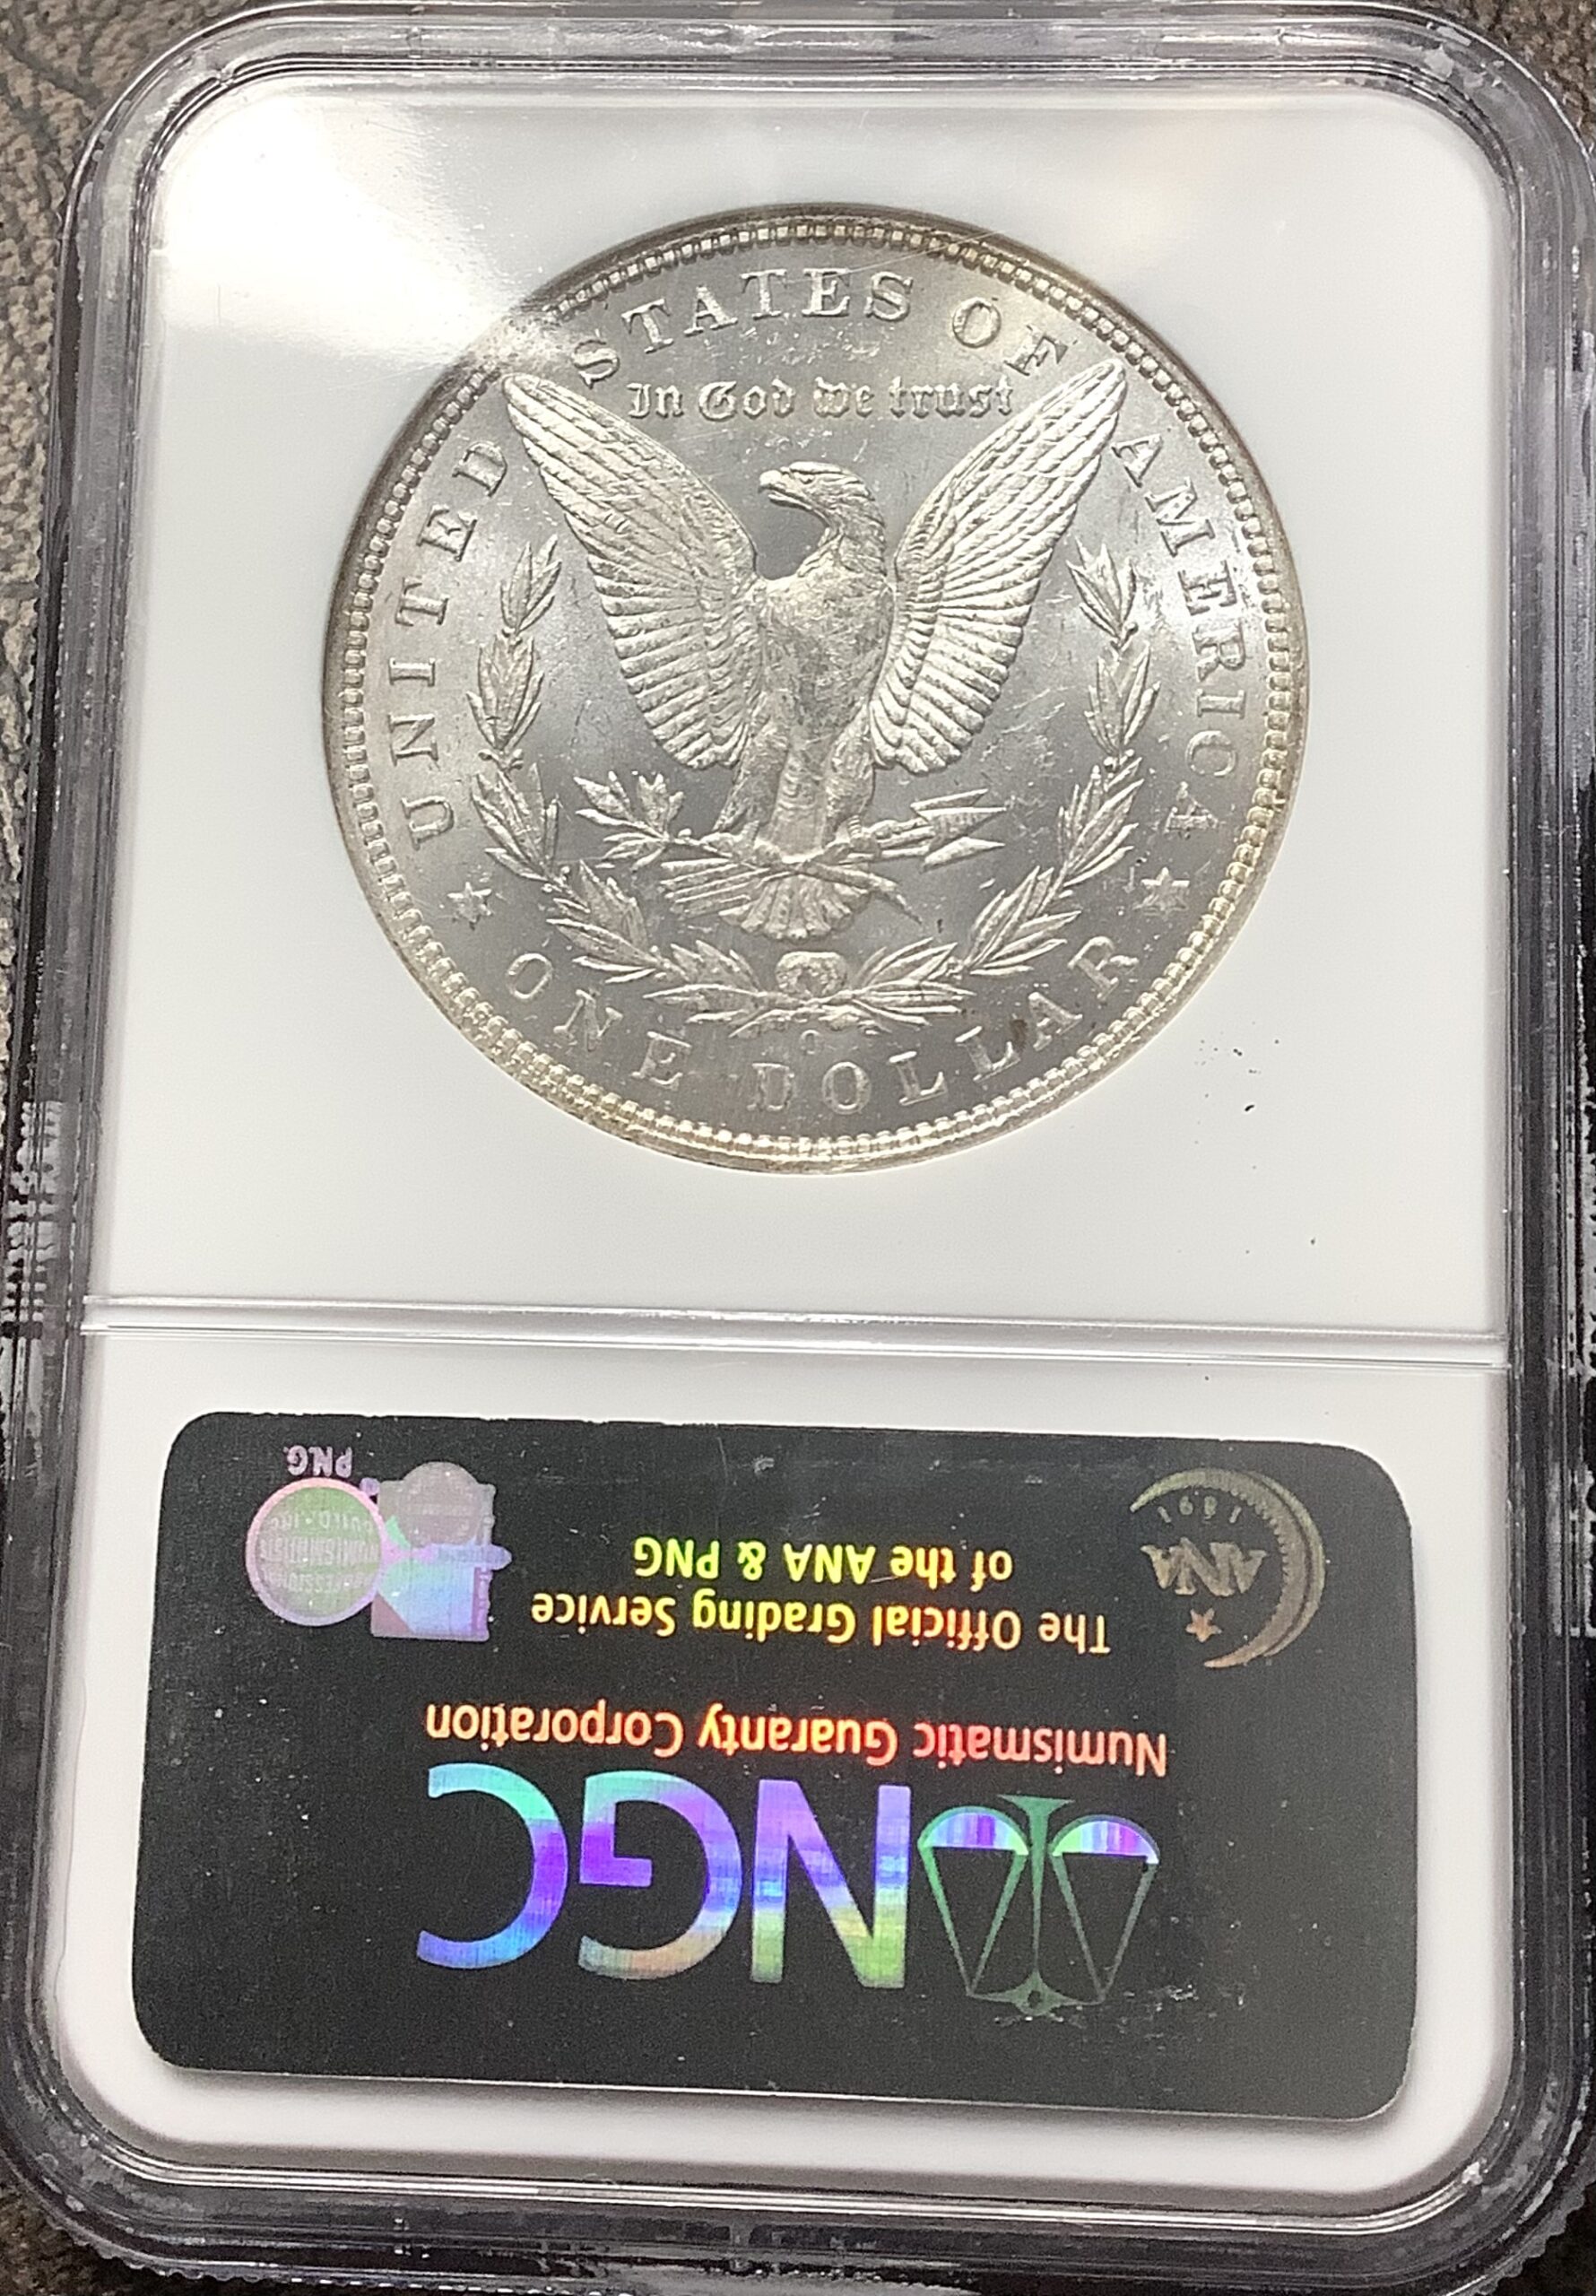 UNITED STATES OF AMERICA
In God we trust
O
ONE DOLLAR
NGC
Numismatic Guaranty Corporation
The Official Grading Service
of the ANA & PNG
ANA
1891
PNG